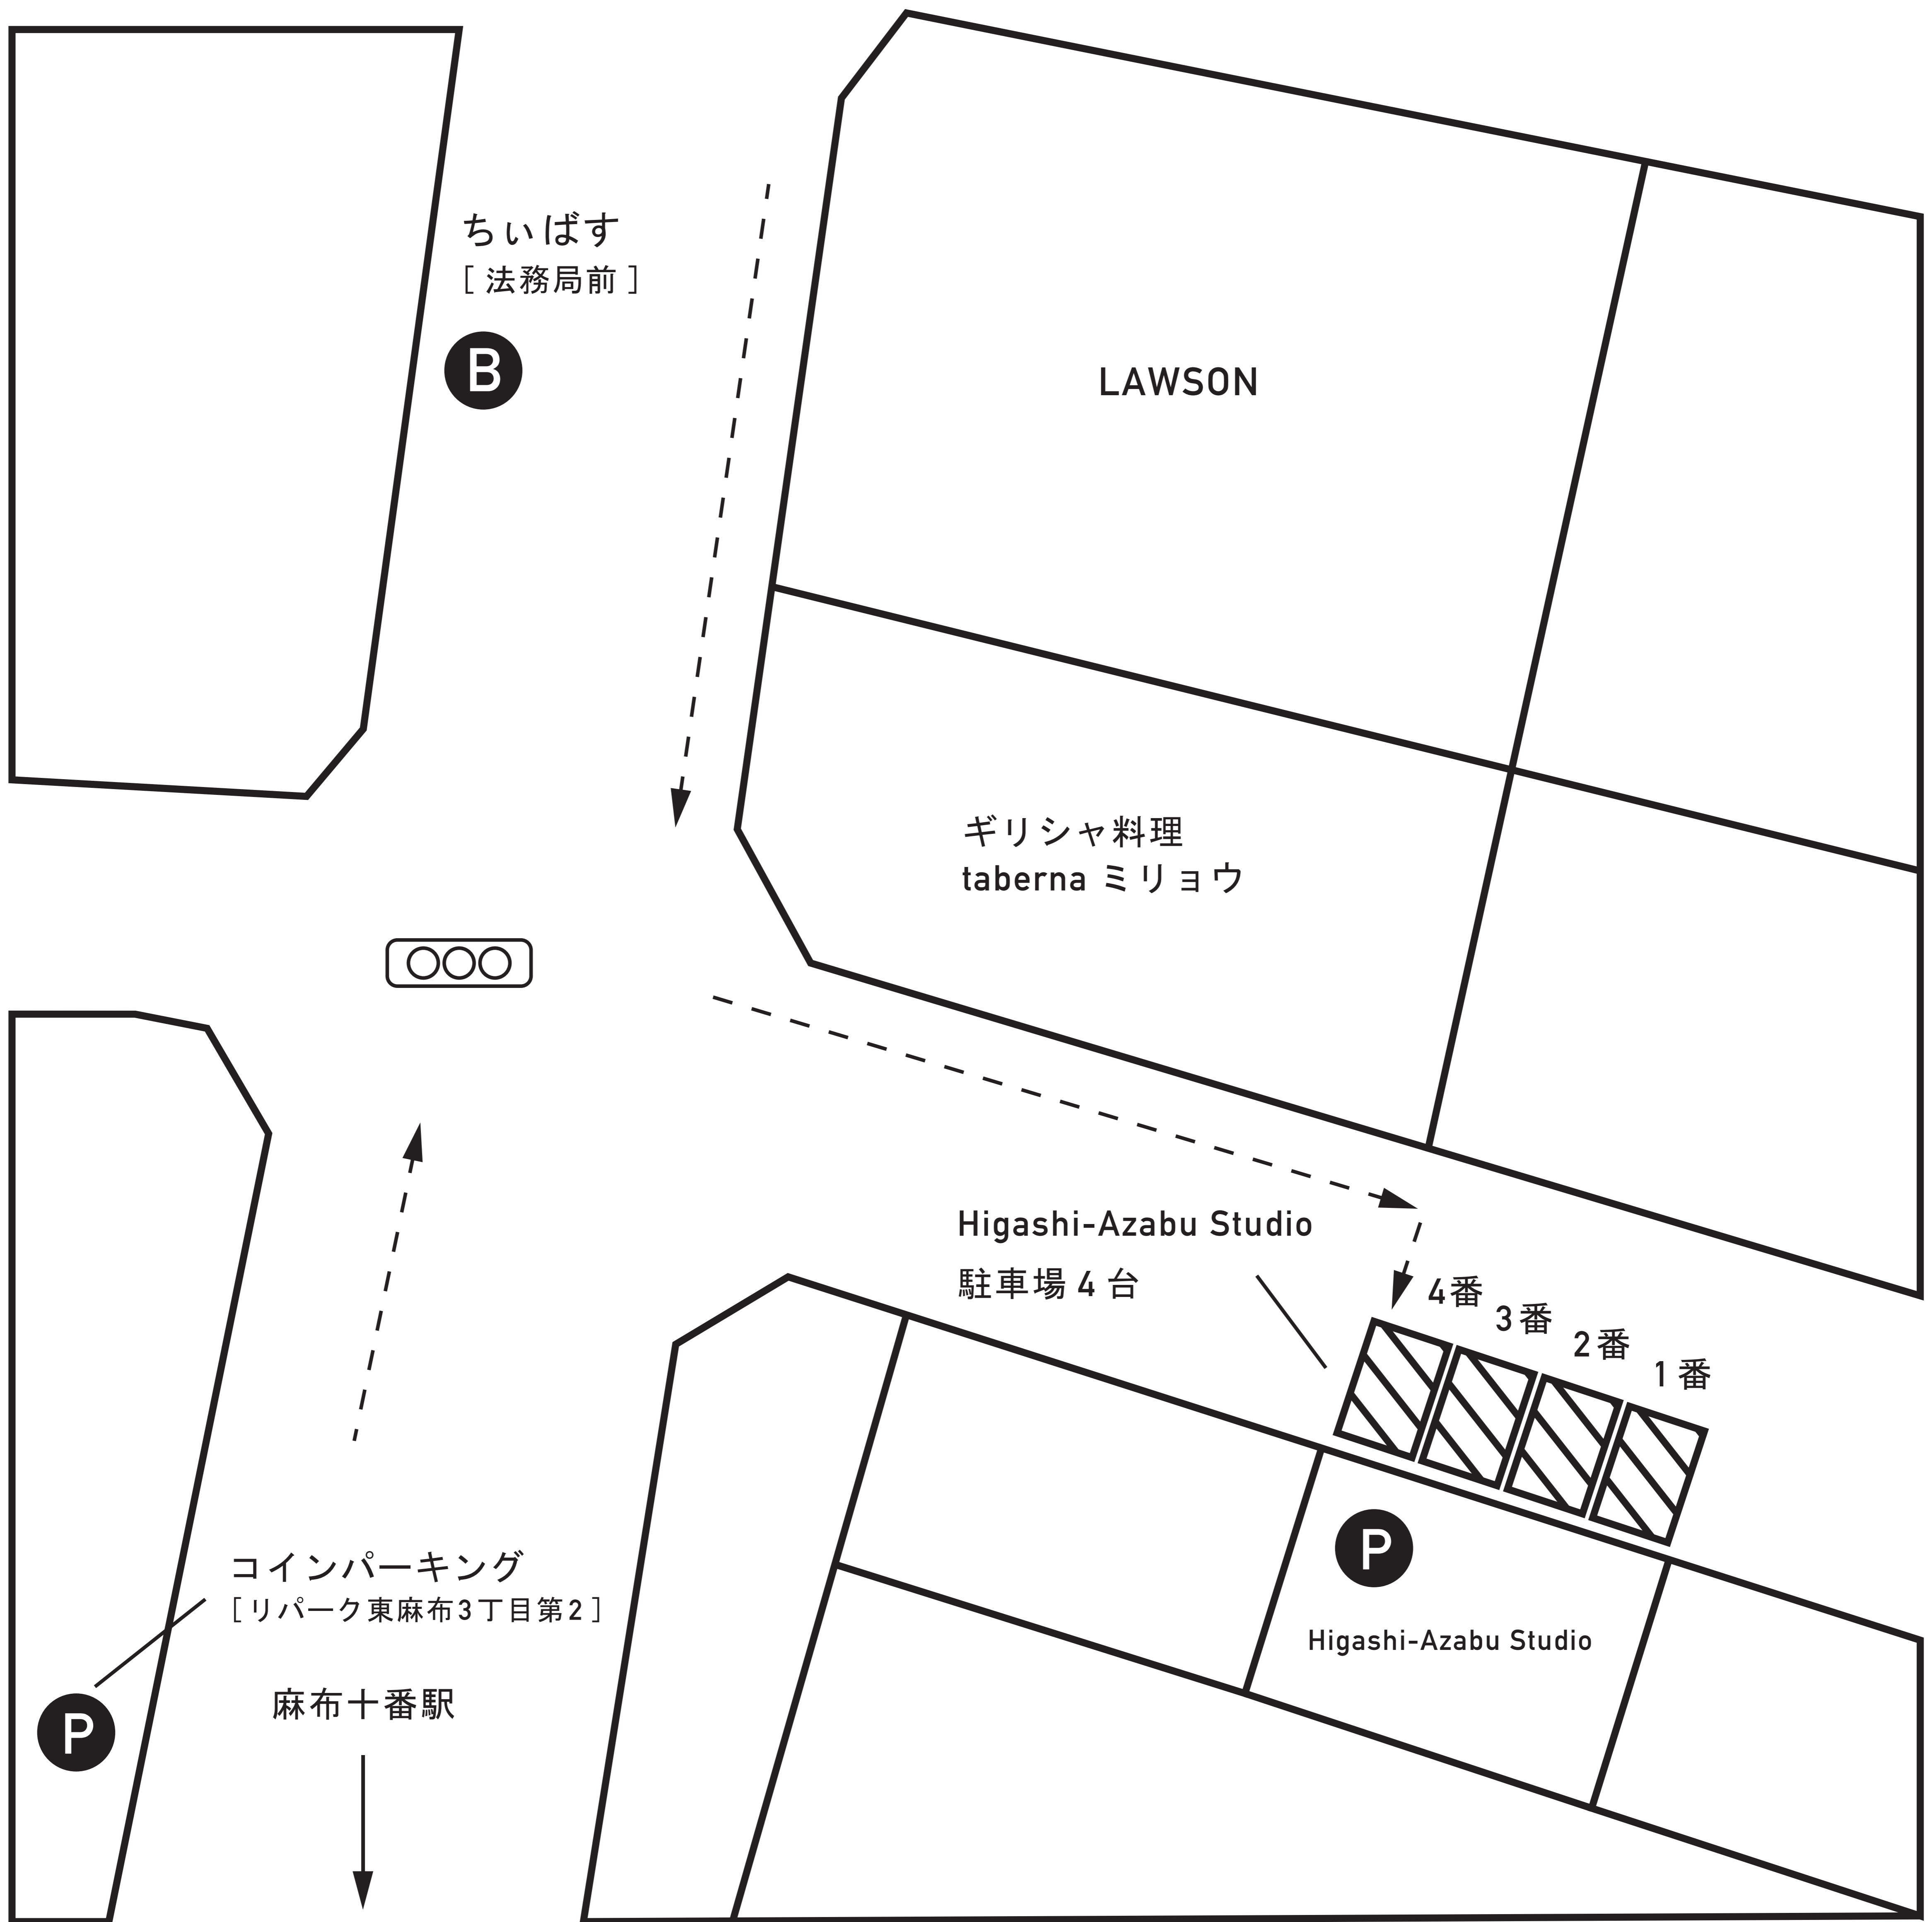 ちぃばす
[ 法務局前 ]
B
LAWSON
ギリシャ料理
taberna ミリョウ
Higashi-Azabu Studio
駐車場 4 台
4番
3番
2番
1番
P
Higashi-Azabu Studio
コインパーキング
[ リパーク東麻布3丁目第2 ]
P
麻布十番駅